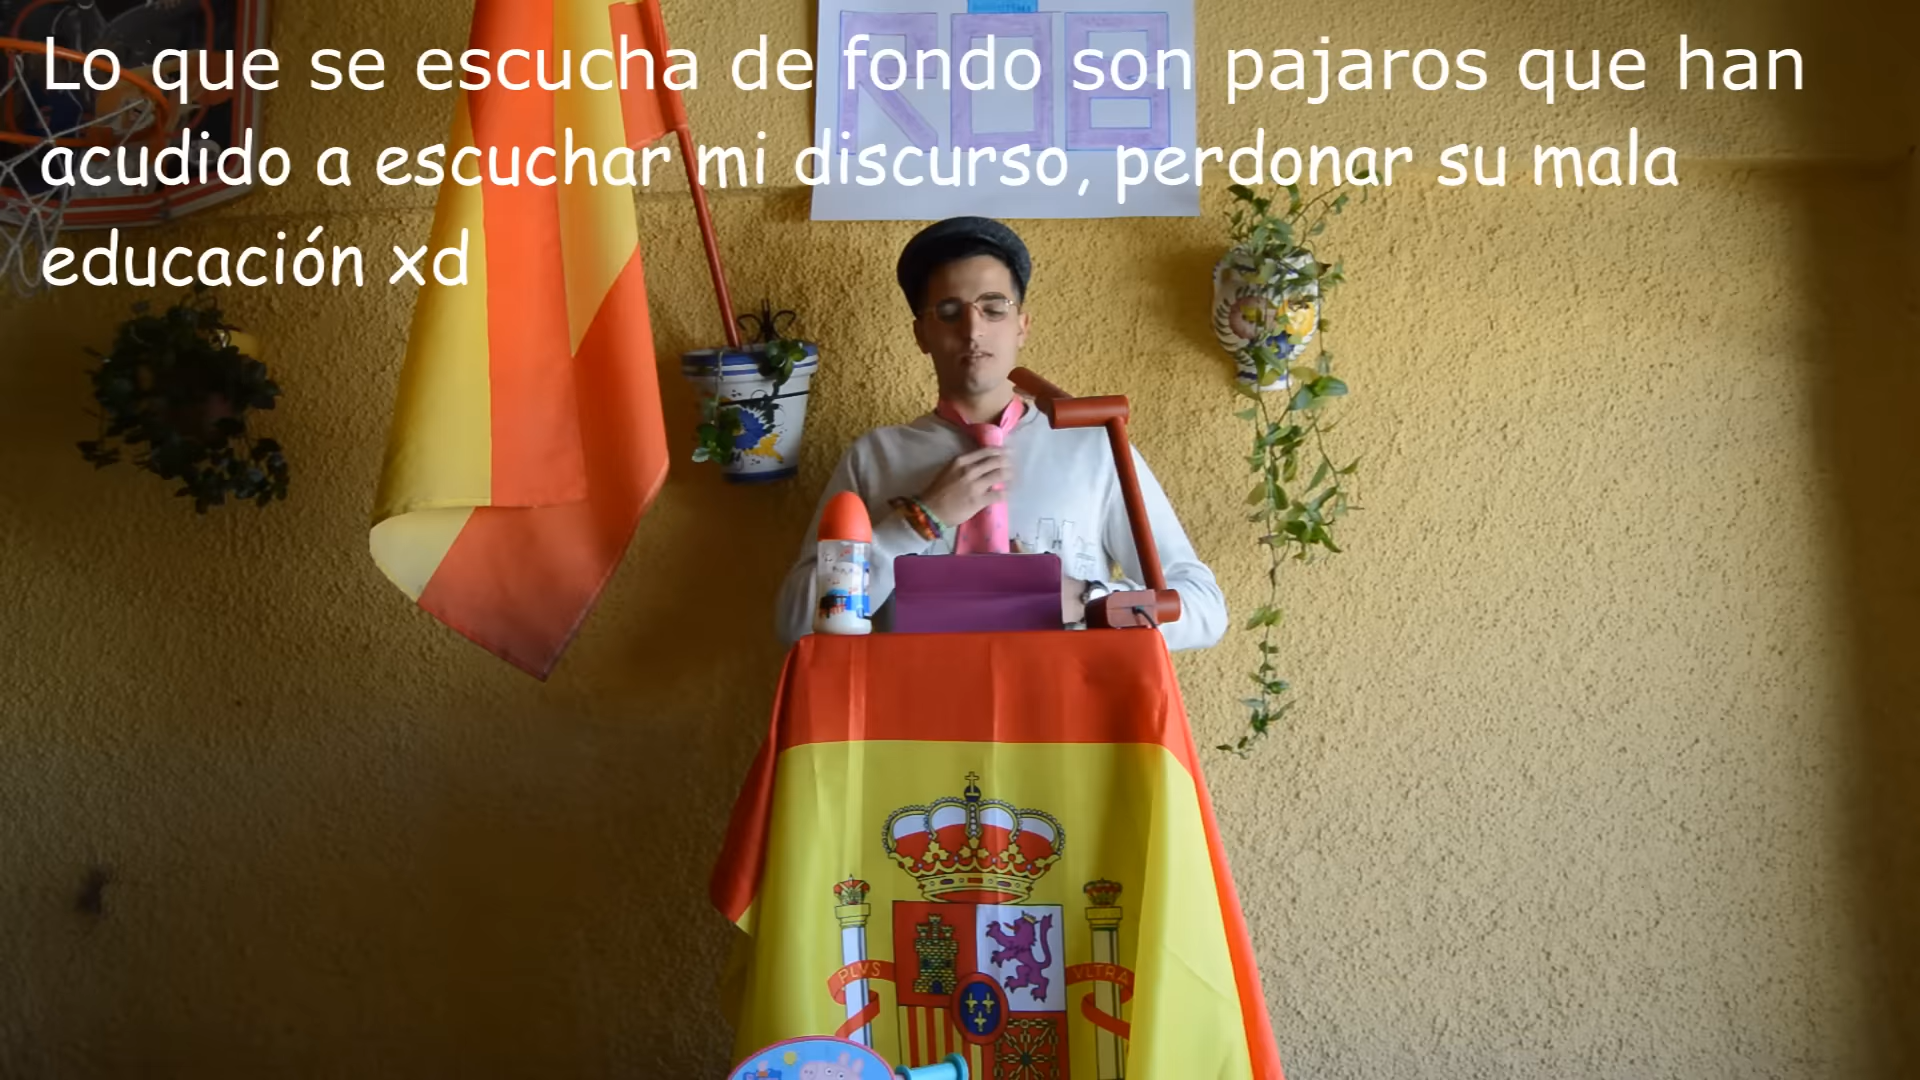 Lo que se escucha de fondo son pajaros que han
acudido a escuchar mi discurso, perdonar su mala
educación xd
ROB
PLVS
VLTRA